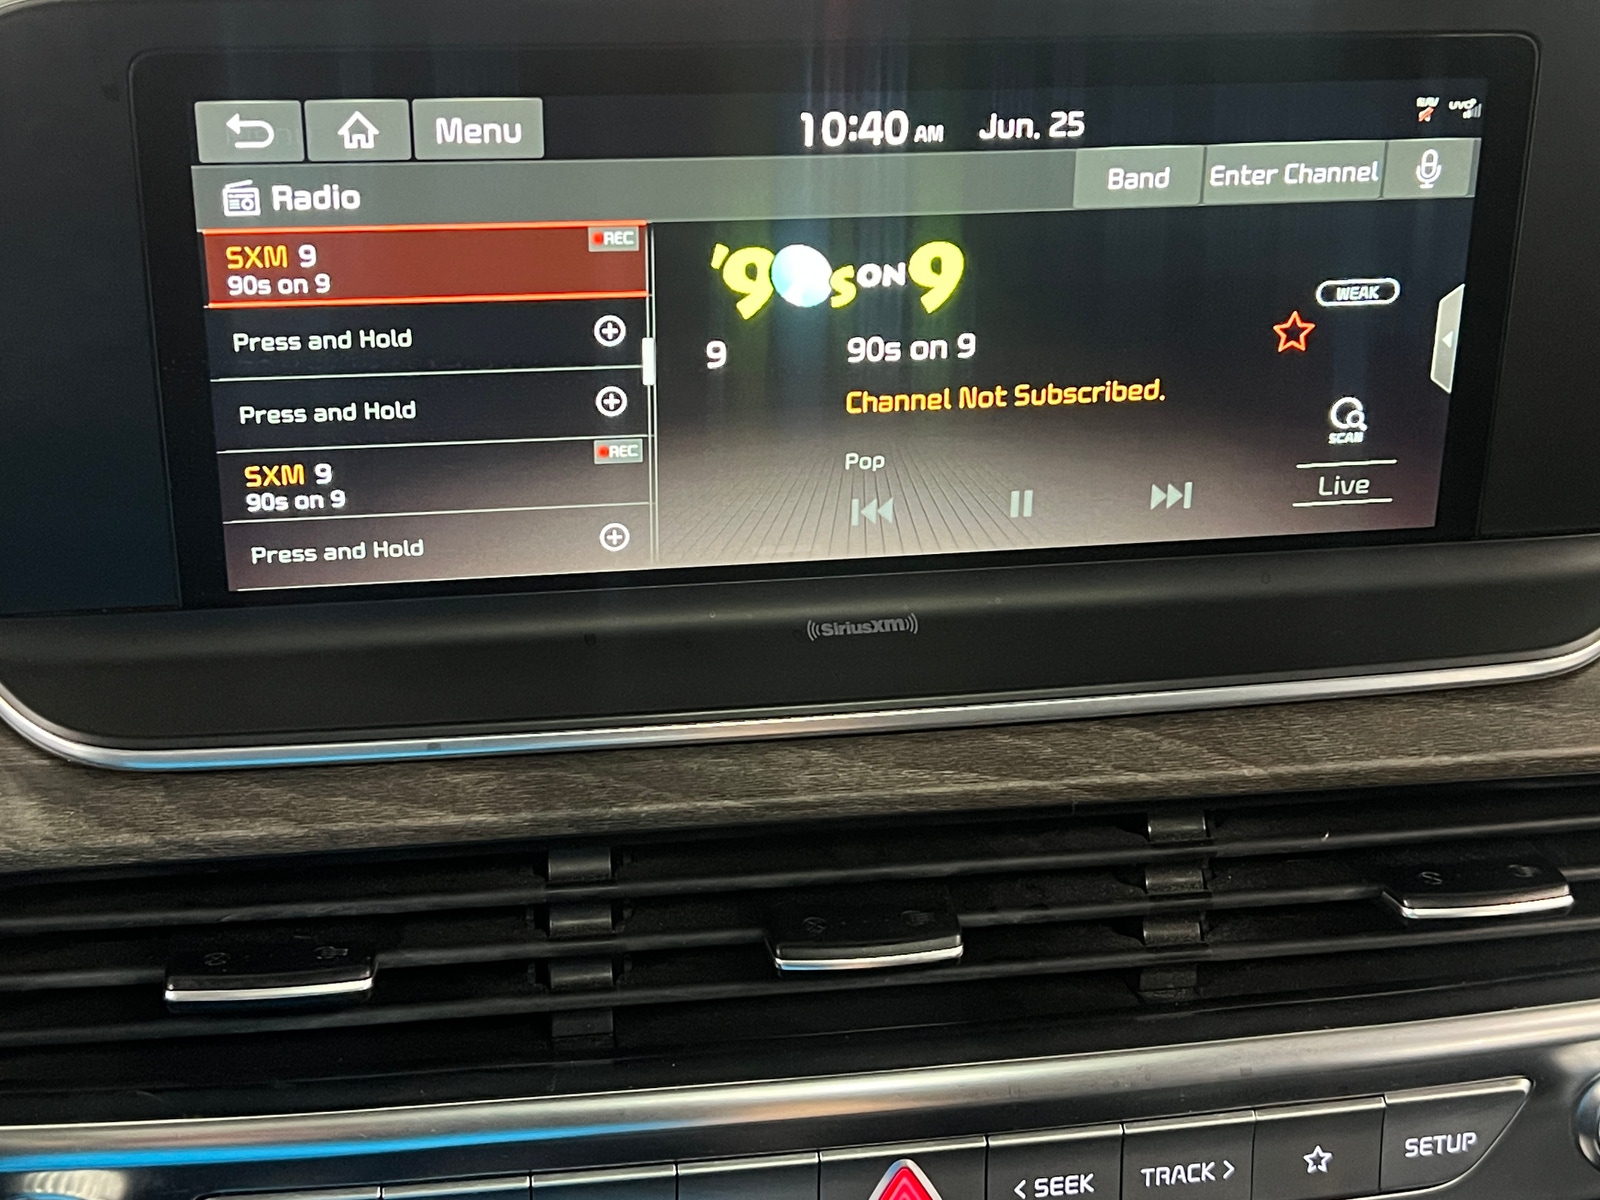 Menu
10:40 AM Jun. 25
UVO
Radio
Band
Enter Channel
SXM 9
REC
90s on 9
Press and Hold
Press and Hold
SXM 9
REC
90s on 9
Press and Hold
'90s ON 9
WEAK
9
90s on 9
Channel Not Subscribed.
SCAN
Pop
Live
((SiriusXM))
< SEEK
TRACK >
SETUP